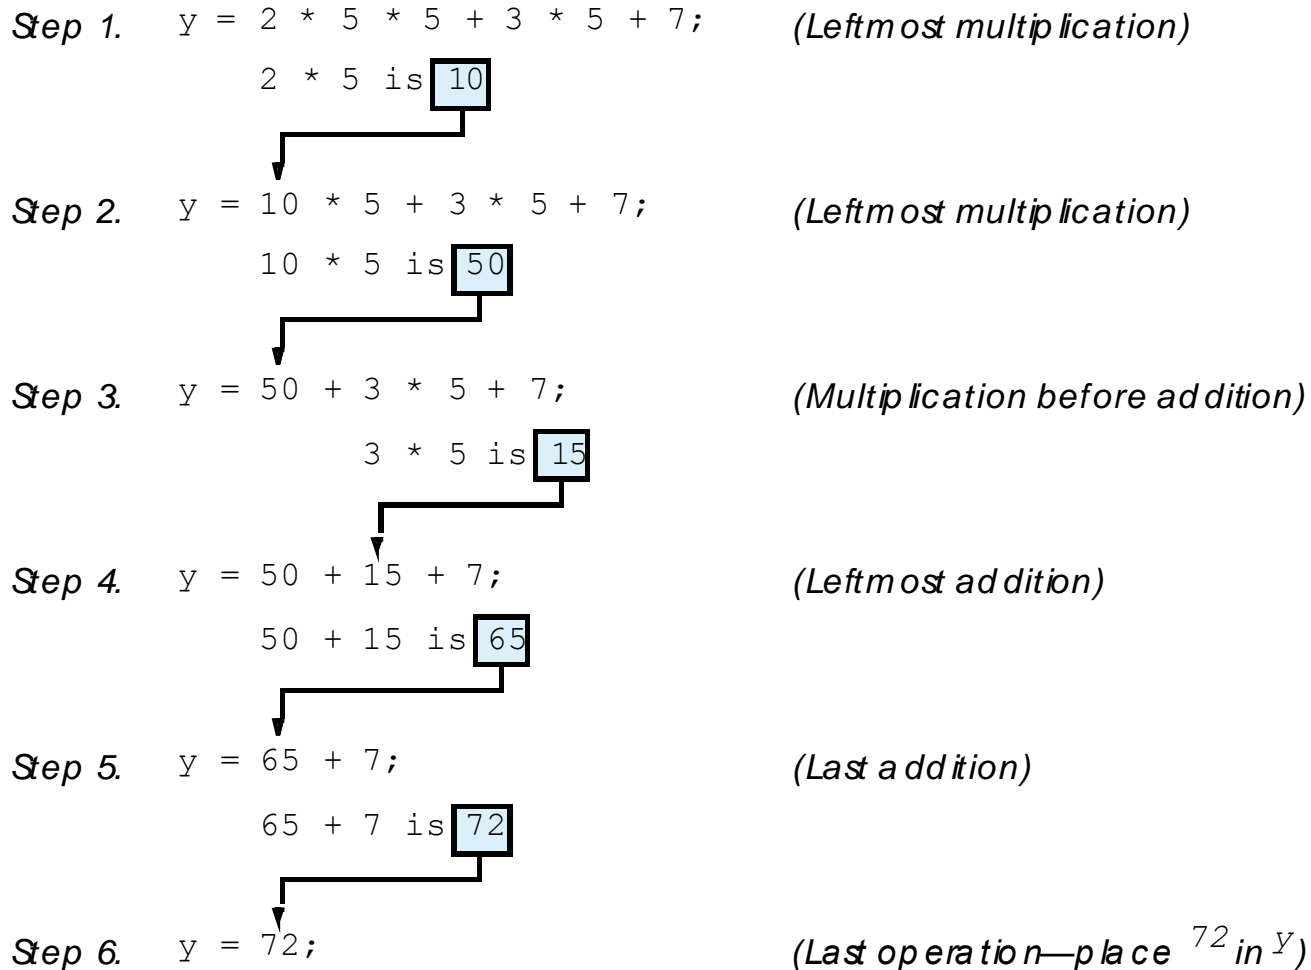 Step 1. y = 2 * 5 * 5 + 3 * 5 + 7; (Leftmost multiplication)
2 * 5 is 10
Step 2. y = 10 * 5 + 3 * 5 + 7; (Leftmost multiplication)
10 * 5 is 50
Step 3. y = 50 + 3 * 5 + 7; (Multiplication before addition)
3 * 5 is 15
Step 4. y = 50 + 15 + 7; (Leftmost addition)
50 + 15 is 65
Step 5. y = 65 + 7; (Last addition)
65 + 7 is 72
Step 6. y = 72; (Last operation—place 72 in y)